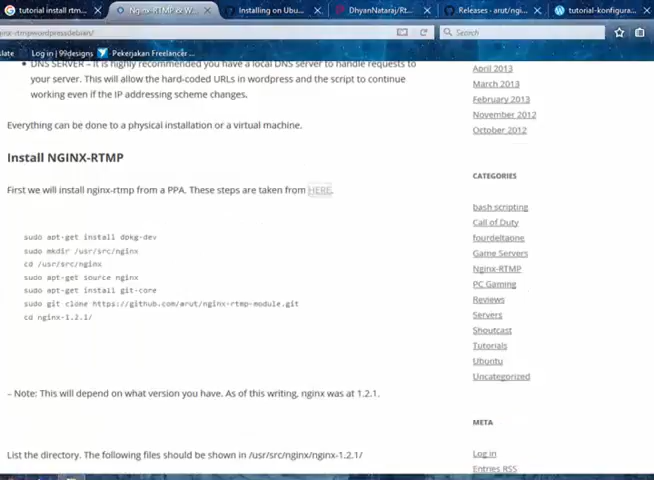 tutorial install rtm...
Nginx-RTMP & W...
Installing on Ubu...
DhyanNataraj/Rt...
Releases · arut/ngin...
tutorial-konfigura...
-rtmpwordpressdebian/
Search
slate
Log in | 99designs
Pekerjakan Freelancer ...
DNS SERVER – it is highly recommended you have a local DNS server to handle requests to
your server. This will allow the hard-coded URLs in wordpress and the script to continue
working even if the IP addressing scheme changes.
Everything can be done to a physical installation or a virtual machine.
Install NGINX-RTMP
First we will install nginx-rtmp from a PPA. These steps are taken from HERE.
sudo apt-get install dpkg-dev
sudo mkdir /usr/src/nginx
cd /usr/src/nginx
sudo apt-get source nginx
sudo apt-get install git-core
sudo git clone https://github.com/arut/nginx-rtmp-module.git
cd nginx-1.2.1/
– Note: This will depend on what version you have. As of this writing, nginx was at 1.2.1.
List the directory. The following files should be shown in /usr/src/nginx/nginx-1.2.1/
April 2013
March 2013
February 2013
November 2012
October 2012
CATEGORIES
bash scripting
Call of Duty
fourdeltaone
Game Servers
Nginx-RTMP
PC Gaming
Reviews
Servers
Shoutcast
Tutorials
Ubuntu
Uncategorized
META
Log in
Entries RSS